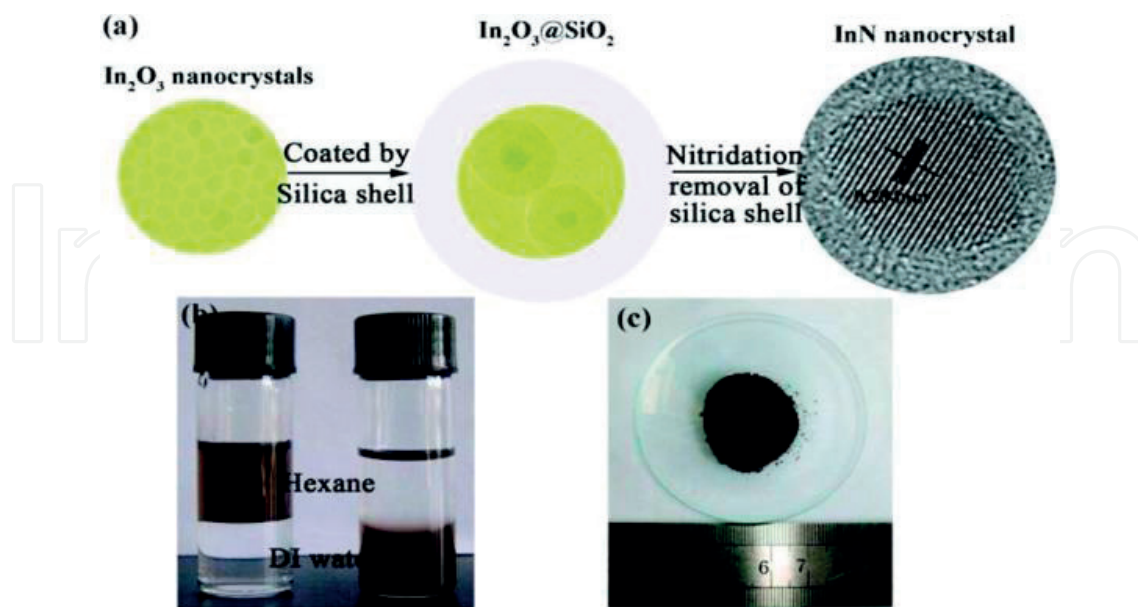 (a)
In₂O₃@SiO₂
InN nanocrystal
In₂O₃ nanocrystals
Coated by
Silica shell
Nitridation
removal of
silica shell
(b)
Hexane
DI wate
(c)
6 7